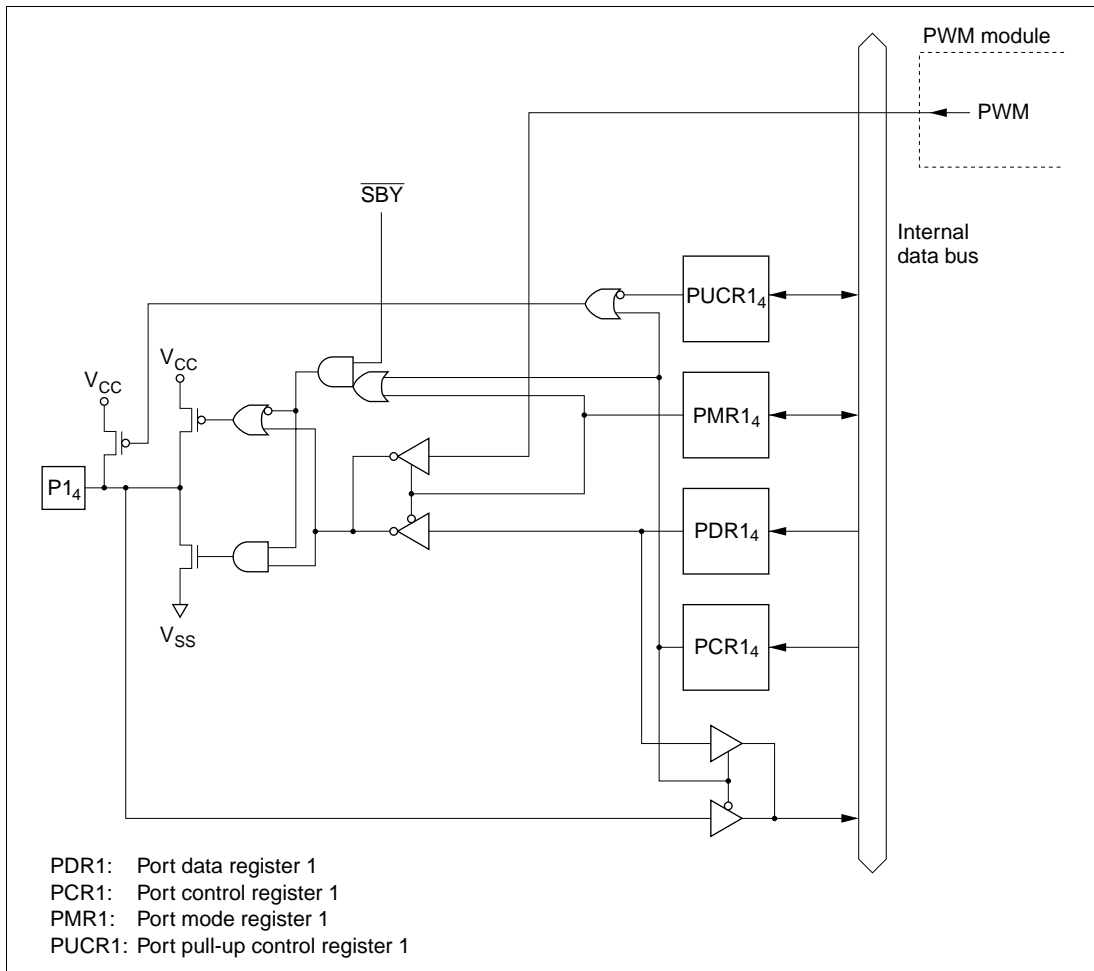 PWM module
PWM
SBY
Internal
data bus
PUCR1₄
V_CC
V_CC
PMR1₄
P1₄
PDR1₄
PCR1₄
V_SS
PDR1: Port data register 1
PCR1: Port control register 1
PMR1: Port mode register 1
PUCR1: Port pull-up control register 1